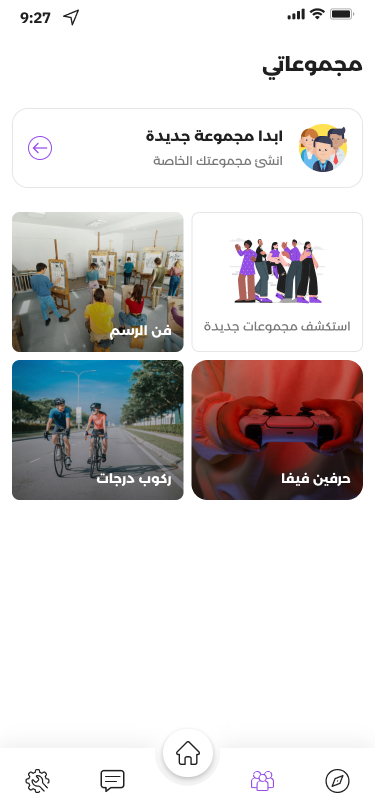 9:27
مجموعاتي
ابدا مجموعة جديدة
انشئ مجموعتك الخاصة
استكشف مجموعات جديدة
فن الرسم
حرفين فيفا
ركوب درجات